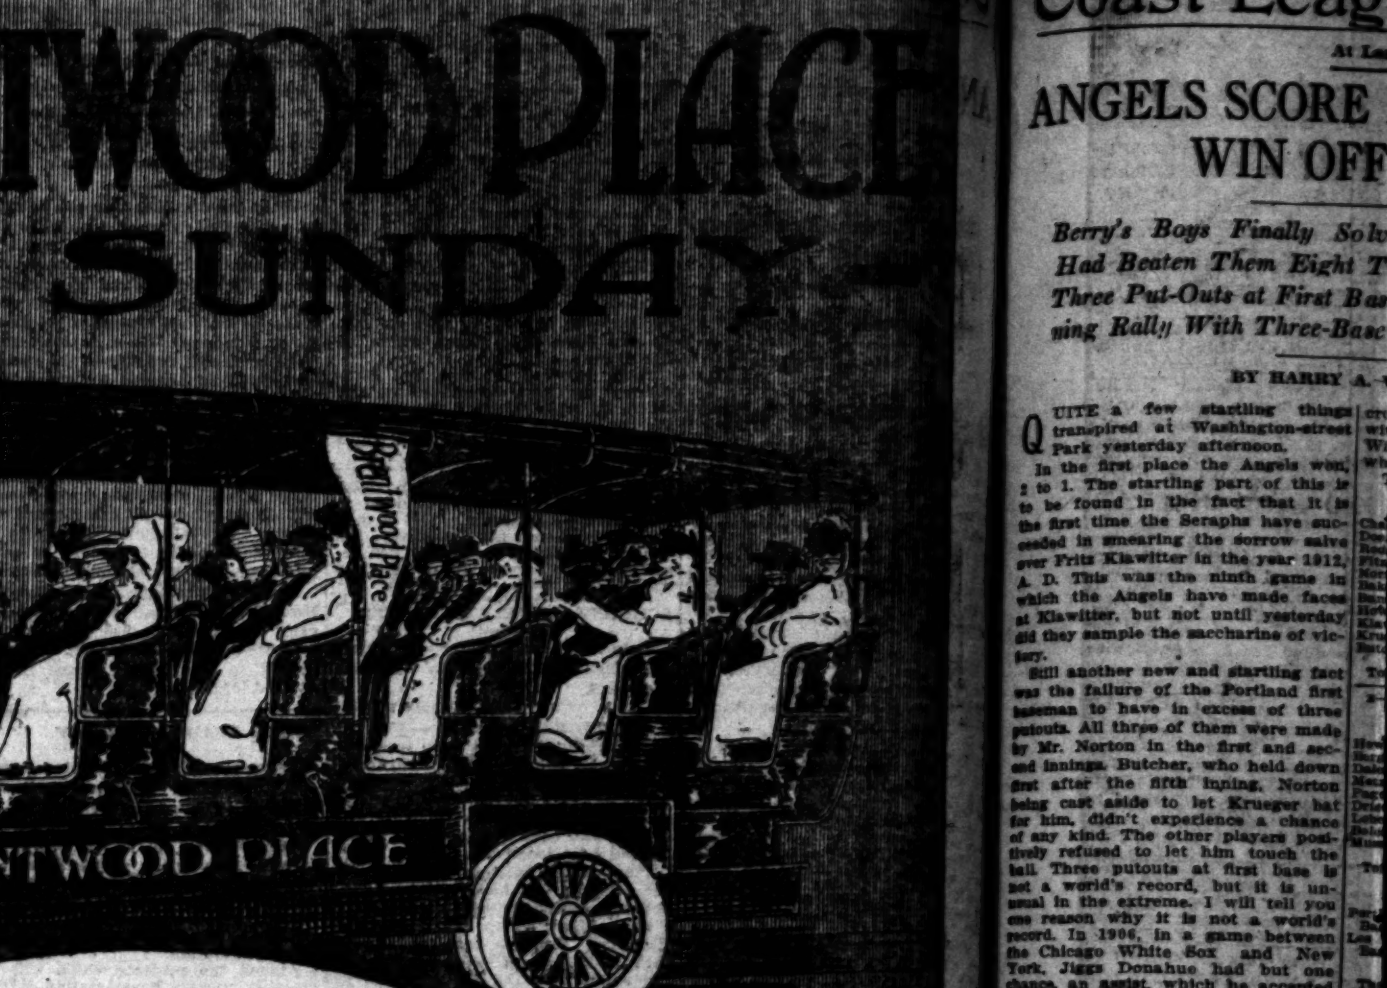 TWOOD PLACE
SUNDAY -
Brentwood Place
NTWOOD PLACE
Coast Leag
ANGELS SCORE
WIN OFF
Berry's Boys Finally Solv
Had Beaten Them Eight T
Three Put-Outs at First Bas
ning Rally With Three-Base
BY HARRY A.
QUITE a few startling things
transpired at Washington-street
Park yesterday afternoon.
In the first place the Angels won,
2 to 1. The startling part of this is
to be found in the fact that it is
the first time the Seraphs have suc-
ceeded in smearing the sorrow salve
over Fritz Klawitter in the year 1912,
A. D. This was the ninth game in
which the Angels have made faces
at Klawitter, but not until yesterday
did they sample the saccharine of vic-
tory.
Still another new and startling fact
was the failure of the Portland first
baseman to have in excess of three
putouts. All three of them were made
by Mr. Norton in the first and sec-
ond innings. Butcher, who held down
first after the fifth inning, Norton
being cast aside to let Krueger bat
for him, didn't experience a chance
of any kind. The other players posi-
tively refused to let him touch the
ball. Three putouts at first base is
not a world's record, but it is un-
usual in the extreme. I will tell you
one reason why it is not a world's
record. In 1906, in a game between
the Chicago White Sox and New
York, Jiggs Donahue had but one
chance, an assist, which he accepted